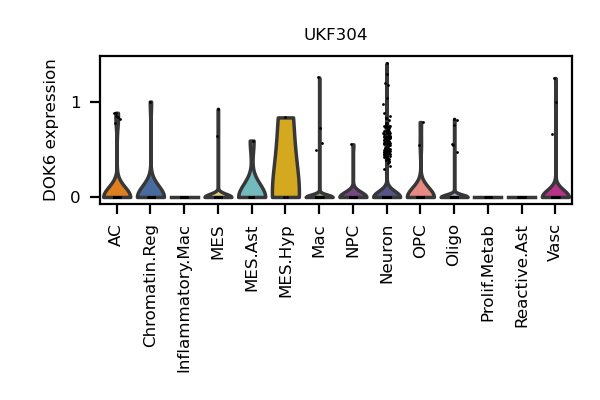 UKF304
DOK6 expression
1
0
AC
Chromatin.Reg
Inflammatory.Mac
MES
MES.Ast
MES.Hyp
Mac
NPC
Neuron
OPC
Oligo
Prolif.Metab
Reactive.Ast
Vasc